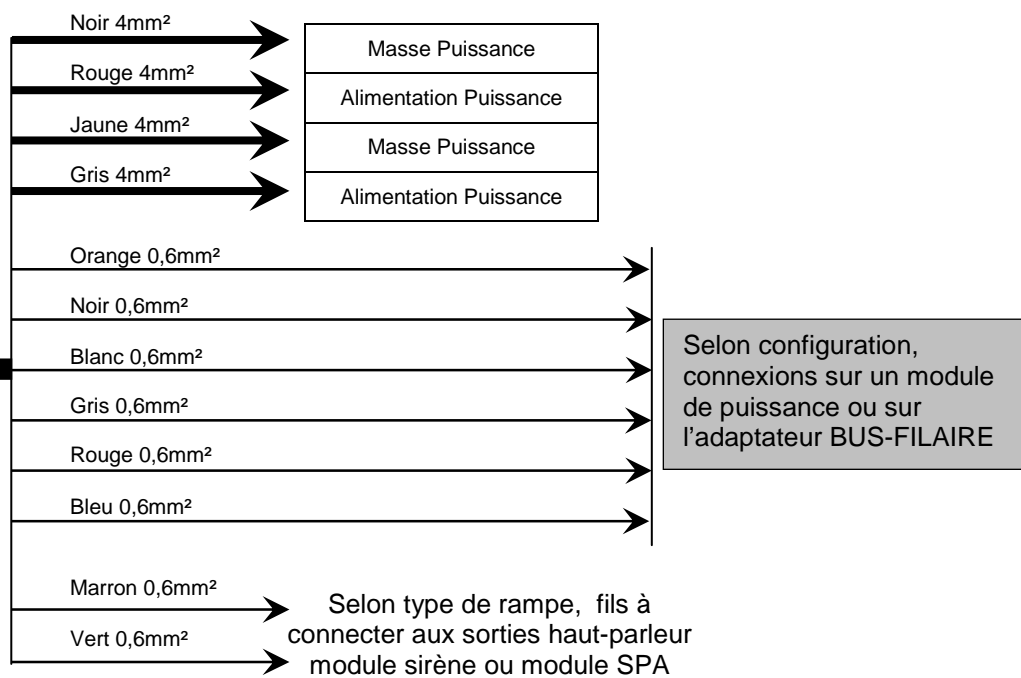 Noir 4mm²
Masse Puissance
Rouge 4mm²
Alimentation Puissance
Jaune 4mm²
Masse Puissance
Gris 4mm²
Alimentation Puissance
Orange 0,6mm²
Noir 0,6mm²
Blanc 0,6mm²
Gris 0,6mm²
Rouge 0,6mm²
Bleu 0,6mm²
Selon configuration,
connexions sur un module
de puissance ou sur
l’adaptateur BUS-FILAIRE
Marron 0,6mm²
Vert 0,6mm²
Selon type de rampe, fils à
connecter aux sorties haut-parleur
module sirène ou module SPA